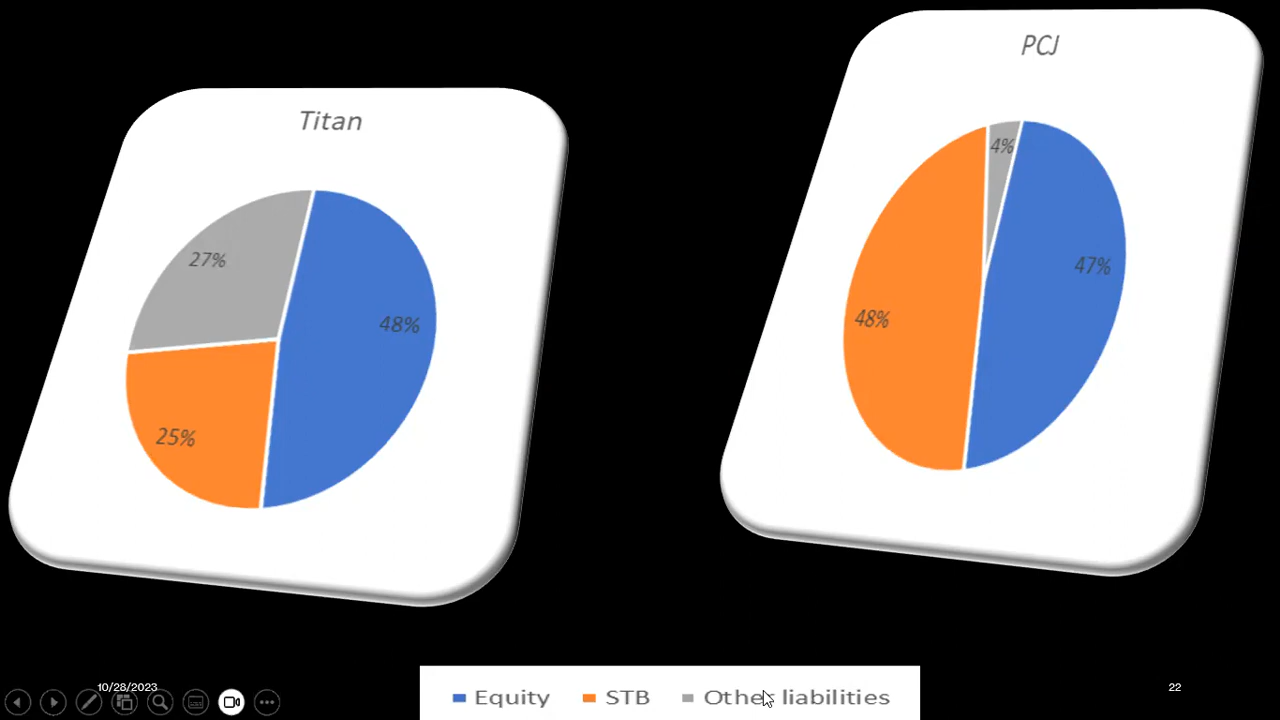 Titan
27%
48%
25%
PCJ
4%
47%
48%
Equity STB Other liabilities
10/28/2023
22